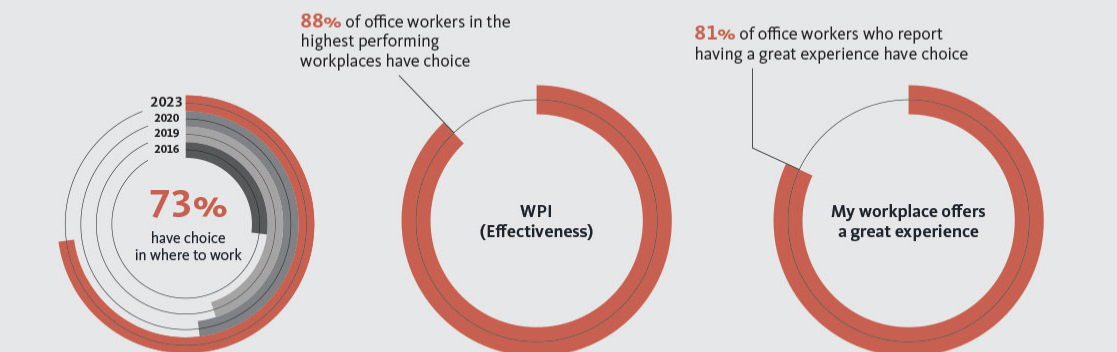 88% of office workers in the
highest performing
workplaces have choice
81% of office workers who report
having a great experience have choice
2023
2020
2019
2016
73%
have choice
in where to work
WPI
(Effectiveness)
My workplace offers
a great experience